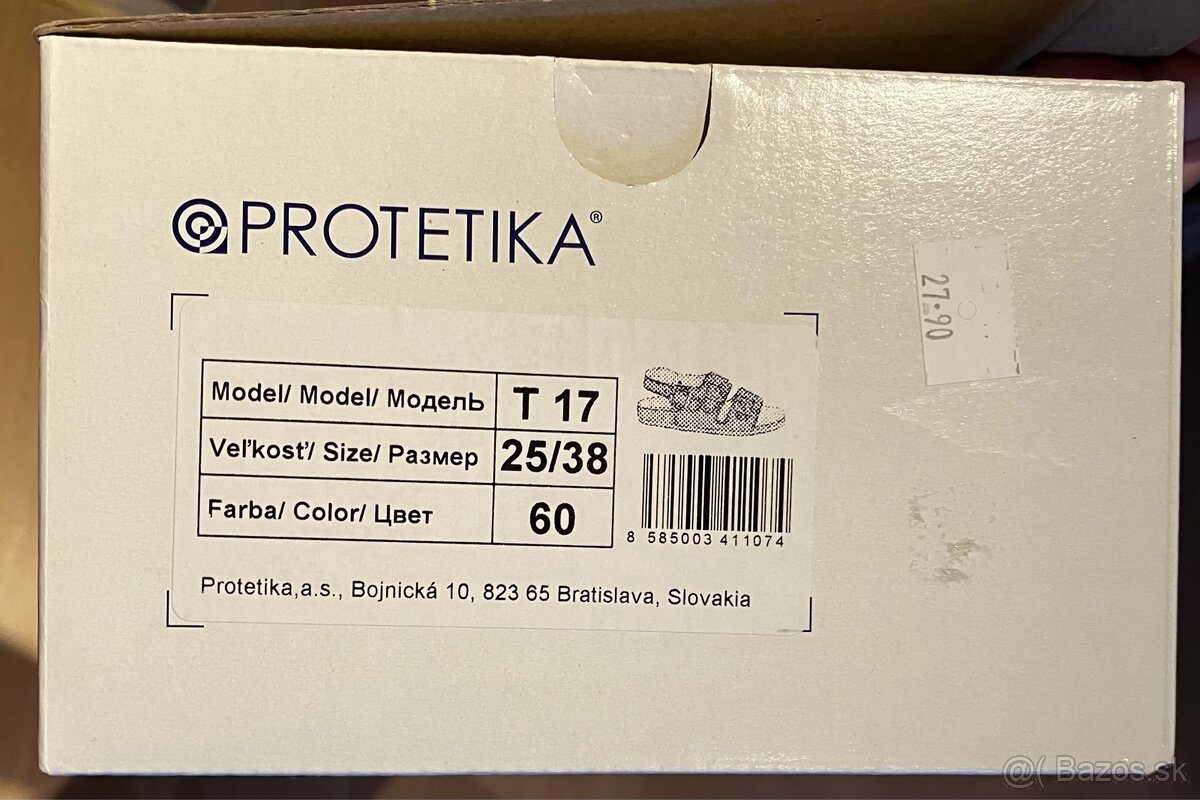 PROTETIKA®
27.90
Model/ Model/ МоделЬ T 17
Veľkosť/ Size/ Размер 25/38
Farba/ Color/ Цвет 60
8 585003 411074
Protetika,a.s., Bojnická 10, 823 65 Bratislava, Slovakia
@( Bazos.sk